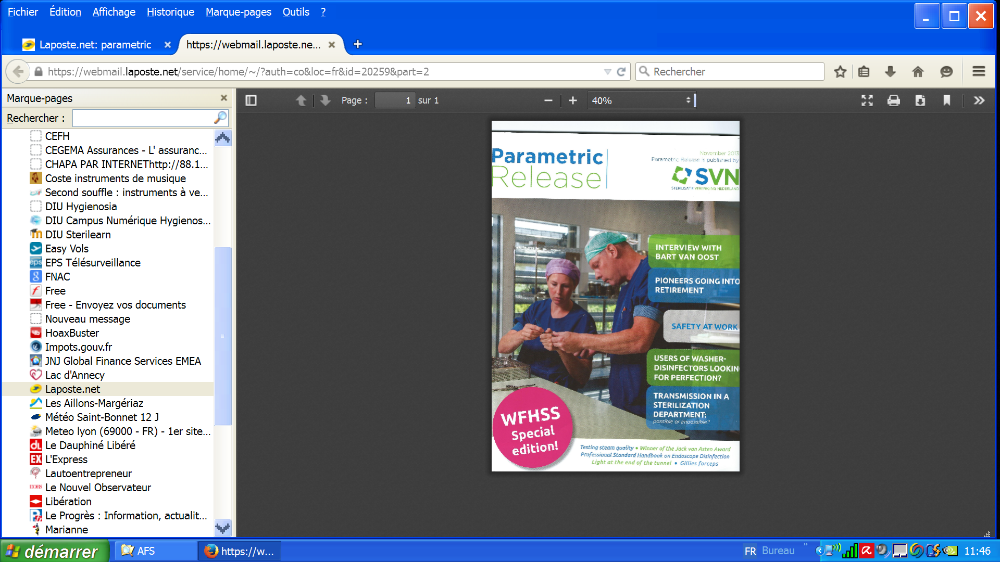 Fichier Édition Affichage Historique Marque-pages Outils ?
Laposte.net: parametric
https://webmail.laposte.ne...
https://webmail.laposte.net/service/home/~/?auth=co&loc=fr&id=20259&part=2
Rechercher
Marque-pages
Rechercher :
CEFH
CEGEMA Assurances - L' assuranc...
CHAPA PAR INTERNEThttp://88.1...
Coste instruments de musique
Second souffle : instruments à ve...
DIU Hygienosia
DIU Campus Numérique Hygienos...
DIU Sterilearn
Easy Vols
EPS Télésurveillance
FNAC
Free
Free - Envoyez vos documents
Nouveau message
HoaxBuster
Impots.gouv.fr
JNJ Global Finance Services EMEA
Lac d'Annecy
Laposte.net
Les Aillons-Margériaz
Météo Saint-Bonnet 12 J
Meteo lyon (69000 - FR) - 1er site...
Le Dauphiné Libéré
L'Express
Lautoentrepreneur
Le Nouvel Observateur
Libération
Le Progrès : Information, actualit...
Marianne
Page : 1 sur 1
40%
Parametric
Release
November 2013
Parametric Release is published by
SVN
STERILISATIE VERENIGING NEDERLAND
INTERVIEW WITH
BART VAN OOST
PIONEERS GOING INTO
RETIREMENT
SAFETY AT WORK
USERS OF WASHER-
DISINFECTORS LOOKIN
FOR PERFECTION?
TRANSMISSION IN A
STERILIZATION
DEPARTMENT:
possible or impossible?
WFHSS
Special
edition!
Testing steam quality • Winner of the Jack van Asten Award
Professional Standard Handbook on Endoscope Disinfection
Light at the end of the tunnel • Gillies forceps
démarrer
AFS
https://w...
FR Bureau
11:46